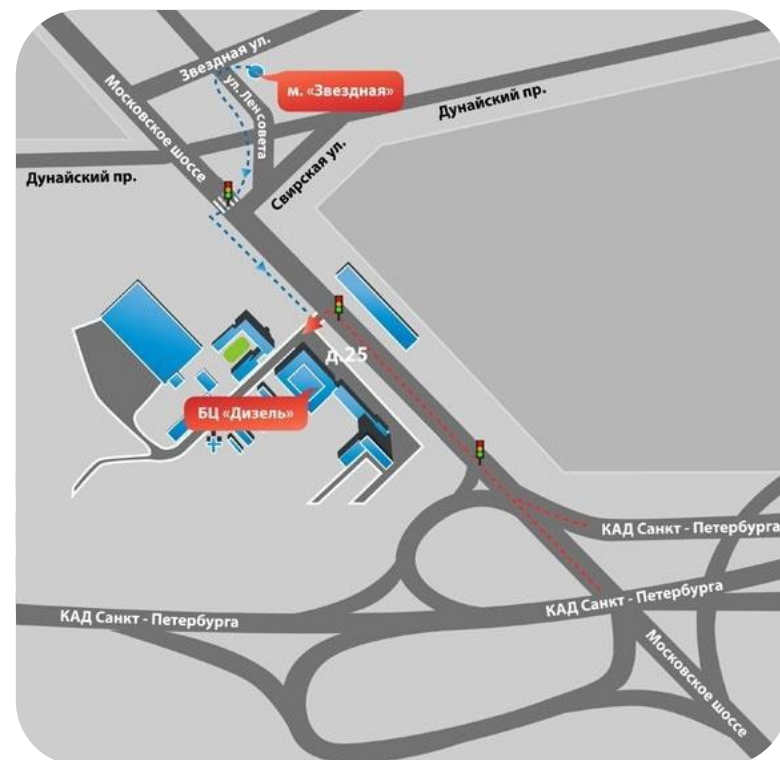 Звездная ул.
м. «Звездная»
Московское шоссе
ул. Ленсовета
Дунайский пр.
Дунайский пр.
Свирская ул.
д.25
БЦ «Дизель»
КАД Санкт - Петербурга
КАД Санкт - Петербурга
КАД Санкт - Петербурга
Московское шоссе